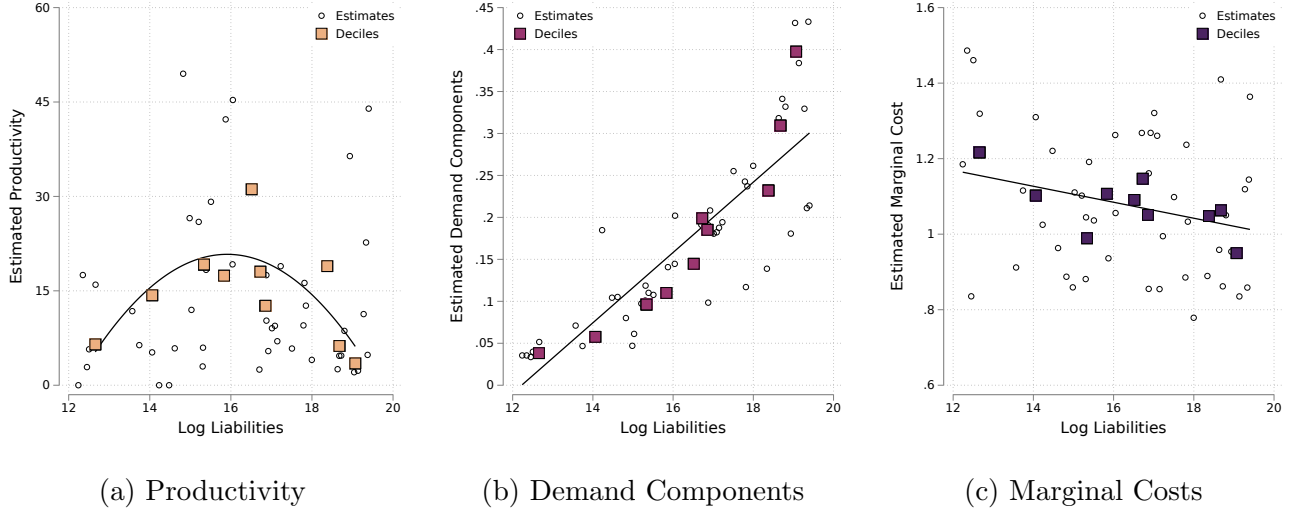 Estimated Productivity
60
45
30
15
0
Estimates
Deciles
12 14 16 18 20
Log Liabilities
(a) Productivity
Estimated Demand Components
.45
.4
.35
.3
.25
.2
.15
.1
.05
0
Estimates
Deciles
12 14 16 18 20
Log Liabilities
(b) Demand Components
Estimated Marginal Cost
1.6
1.4
1.2
1
.8
.6
Estimates
Deciles
12 14 16 18 20
Log Liabilities
(c) Marginal Costs